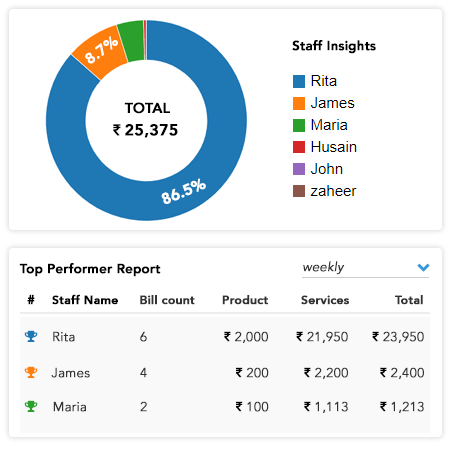 Staff Insights
8.7%
TOTAL
₹ 25,375
86.5%
Rita
James
Maria
Husain
John
zaheer
Top Performer Report weekly
# Staff Name Bill count Product Services Total
Rita 6 ₹ 2,000 ₹ 21,950 ₹ 23,950
James 4 ₹ 200 ₹ 2,200 ₹ 2,400
Maria 2 ₹ 100 ₹ 1,113 ₹ 1,213